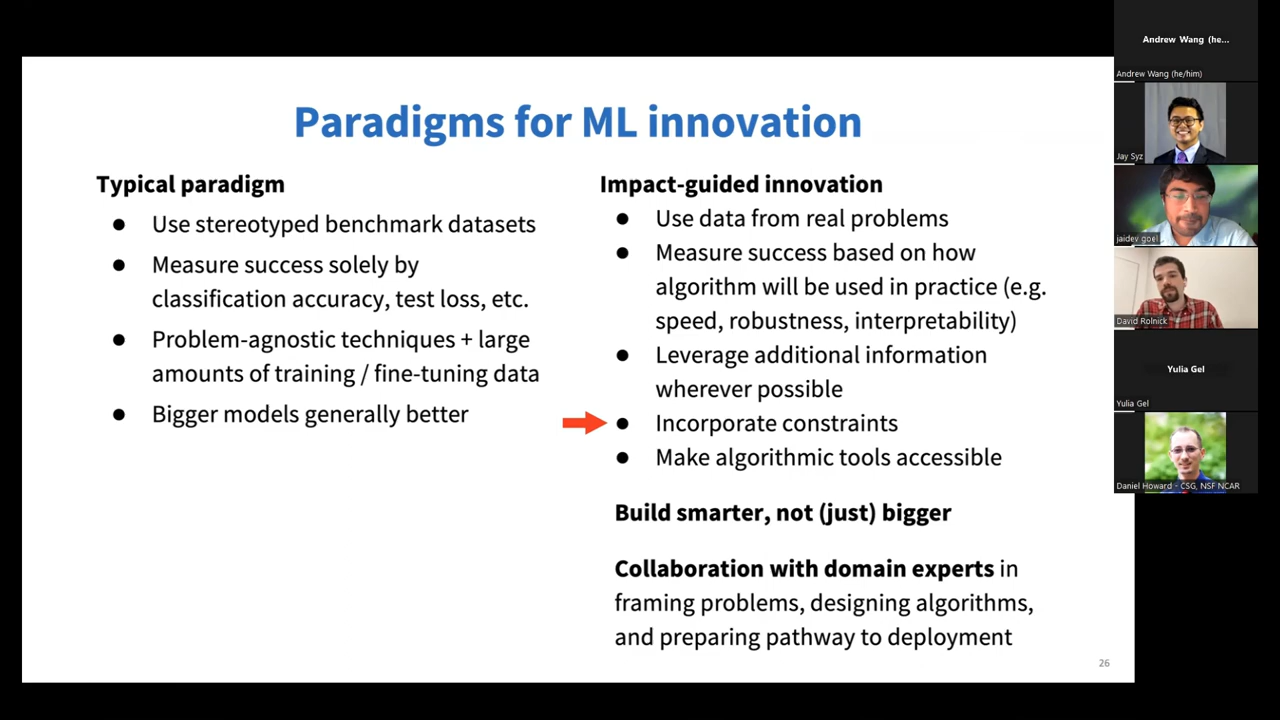 Paradigms for ML innovation
Typical paradigm
● Use stereotyped benchmark datasets
● Measure success solely by
classification accuracy, test loss, etc.
● Problem-agnostic techniques + large
amounts of training / fine-tuning data
● Bigger models generally better
Impact-guided innovation
● Use data from real problems
● Measure success based on how
algorithm will be used in practice (e.g.
speed, robustness, interpretability)
● Leverage additional information
wherever possible
● Incorporate constraints
● Make algorithmic tools accessible
Build smarter, not (just) bigger
Collaboration with domain experts in
framing problems, designing algorithms,
and preparing pathway to deployment
26
Andrew Wang (he...
Andrew Wang (he/him)
Jay Syz
jaidev goel
David Rolnick
Yulia Gel
Yulia Gel
Daniel Howard - CSG, NSF NCAR